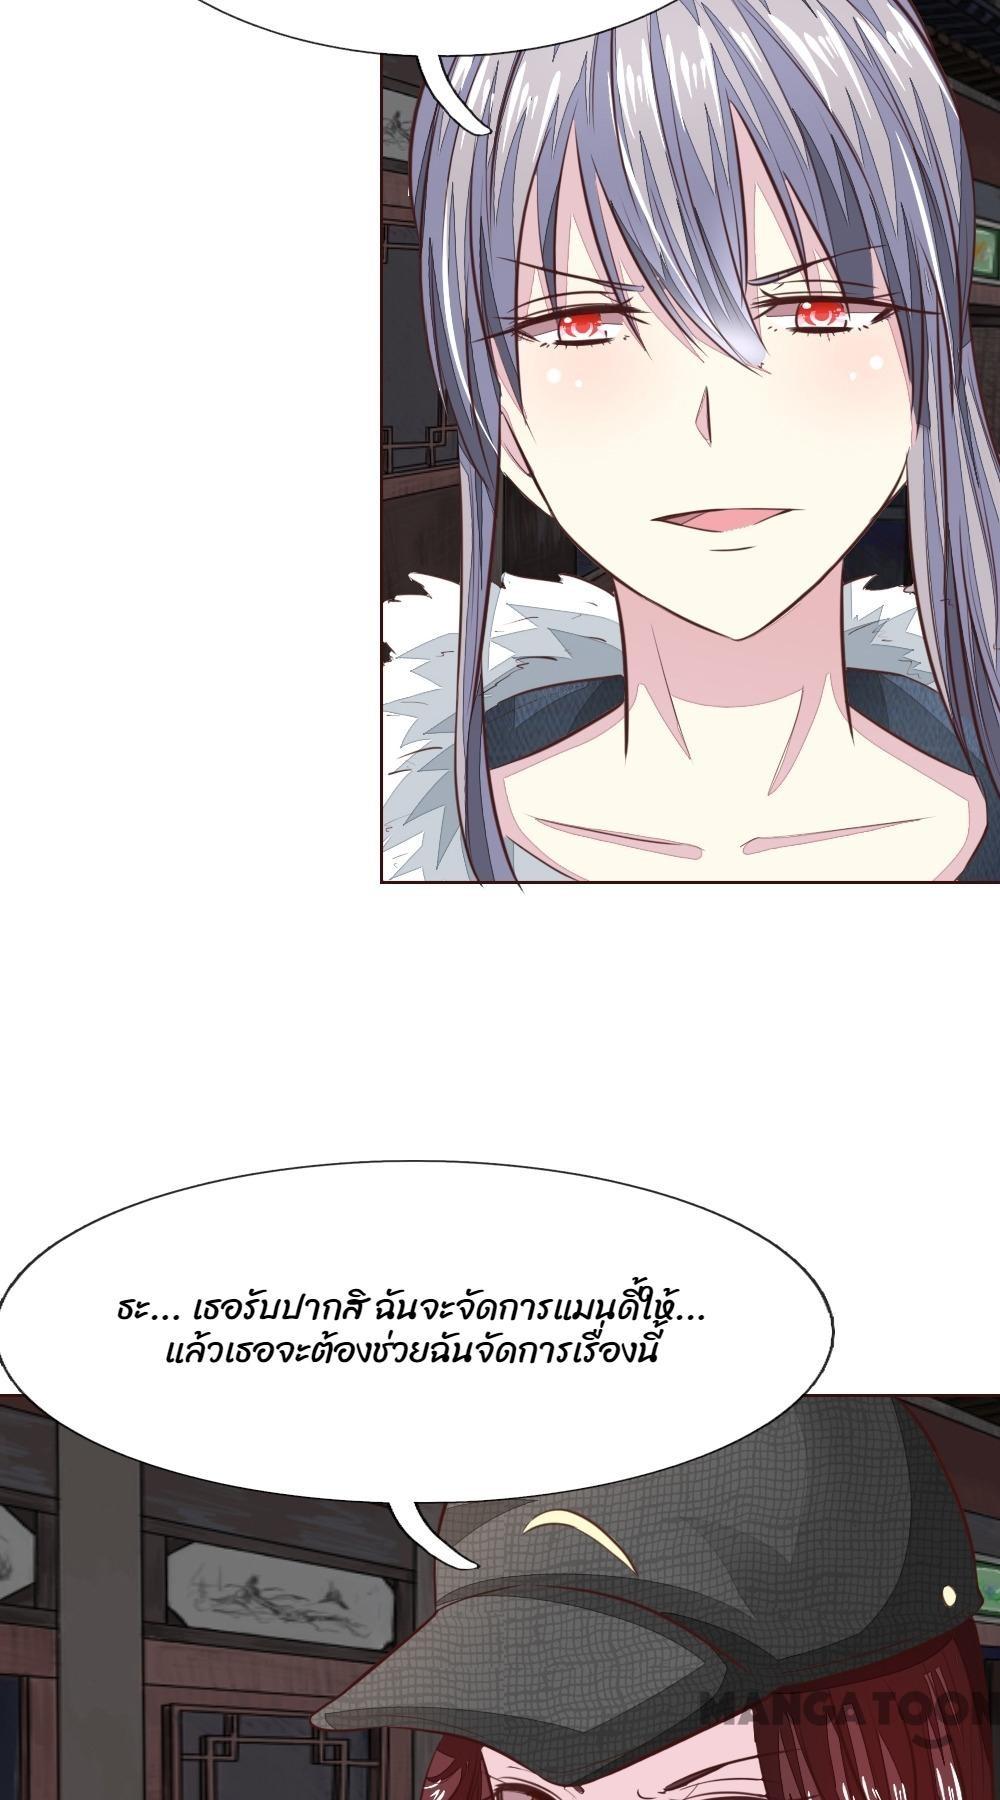 ธะ... เธอรับปากสิ ฉันจะจัดการแมนดี้ให้...
แล้วเธอจะต้องช่วยฉันจัดการเรื่องนี้
MANGATOON